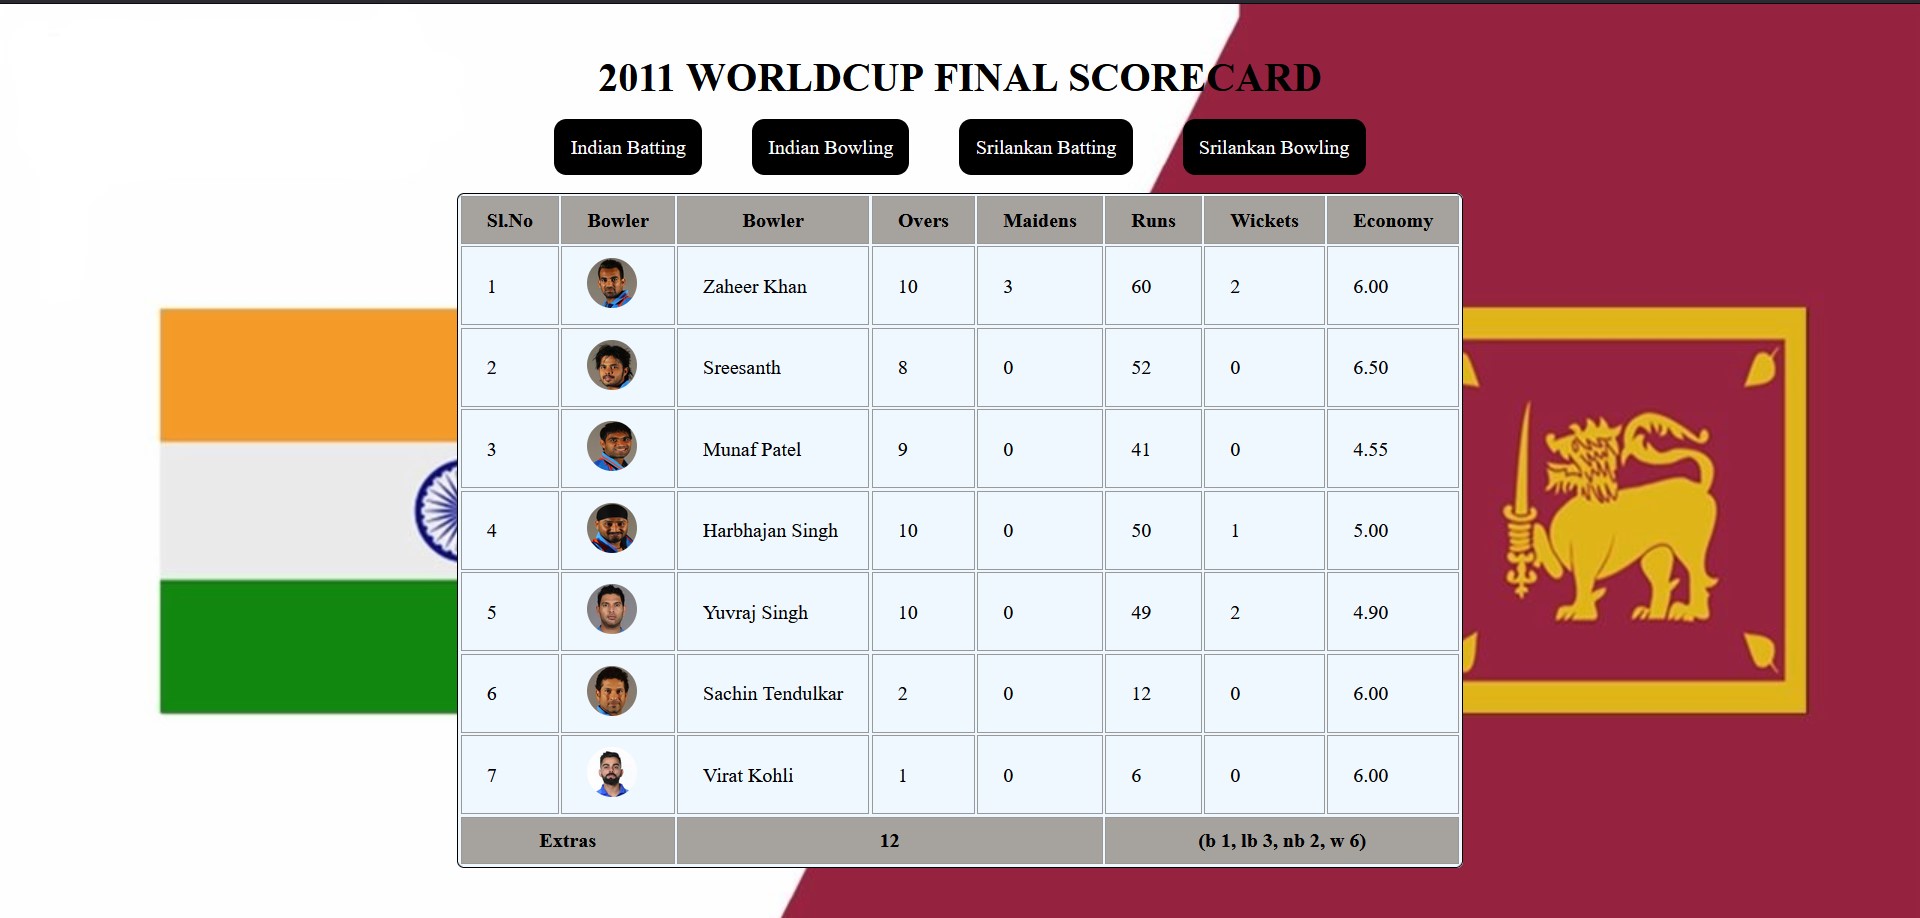 2011 WORLDCUP FINAL SCORECARD
Indian Batting Indian Bowling Srilankan Batting Srilankan Bowling
Sl.No Bowler Bowler Overs Maidens Runs Wickets Economy
1 Zaheer Khan 10 3 60 2 6.00
2 Sreesanth 8 0 52 0 6.50
3 Munaf Patel 9 0 41 0 4.55
4 Harbhajan Singh 10 0 50 1 5.00
5 Yuvraj Singh 10 0 49 2 4.90
6 Sachin Tendulkar 2 0 12 0 6.00
7 Virat Kohli 1 0 6 0 6.00
Extras 12 (b 1, lb 3, nb 2, w 6)